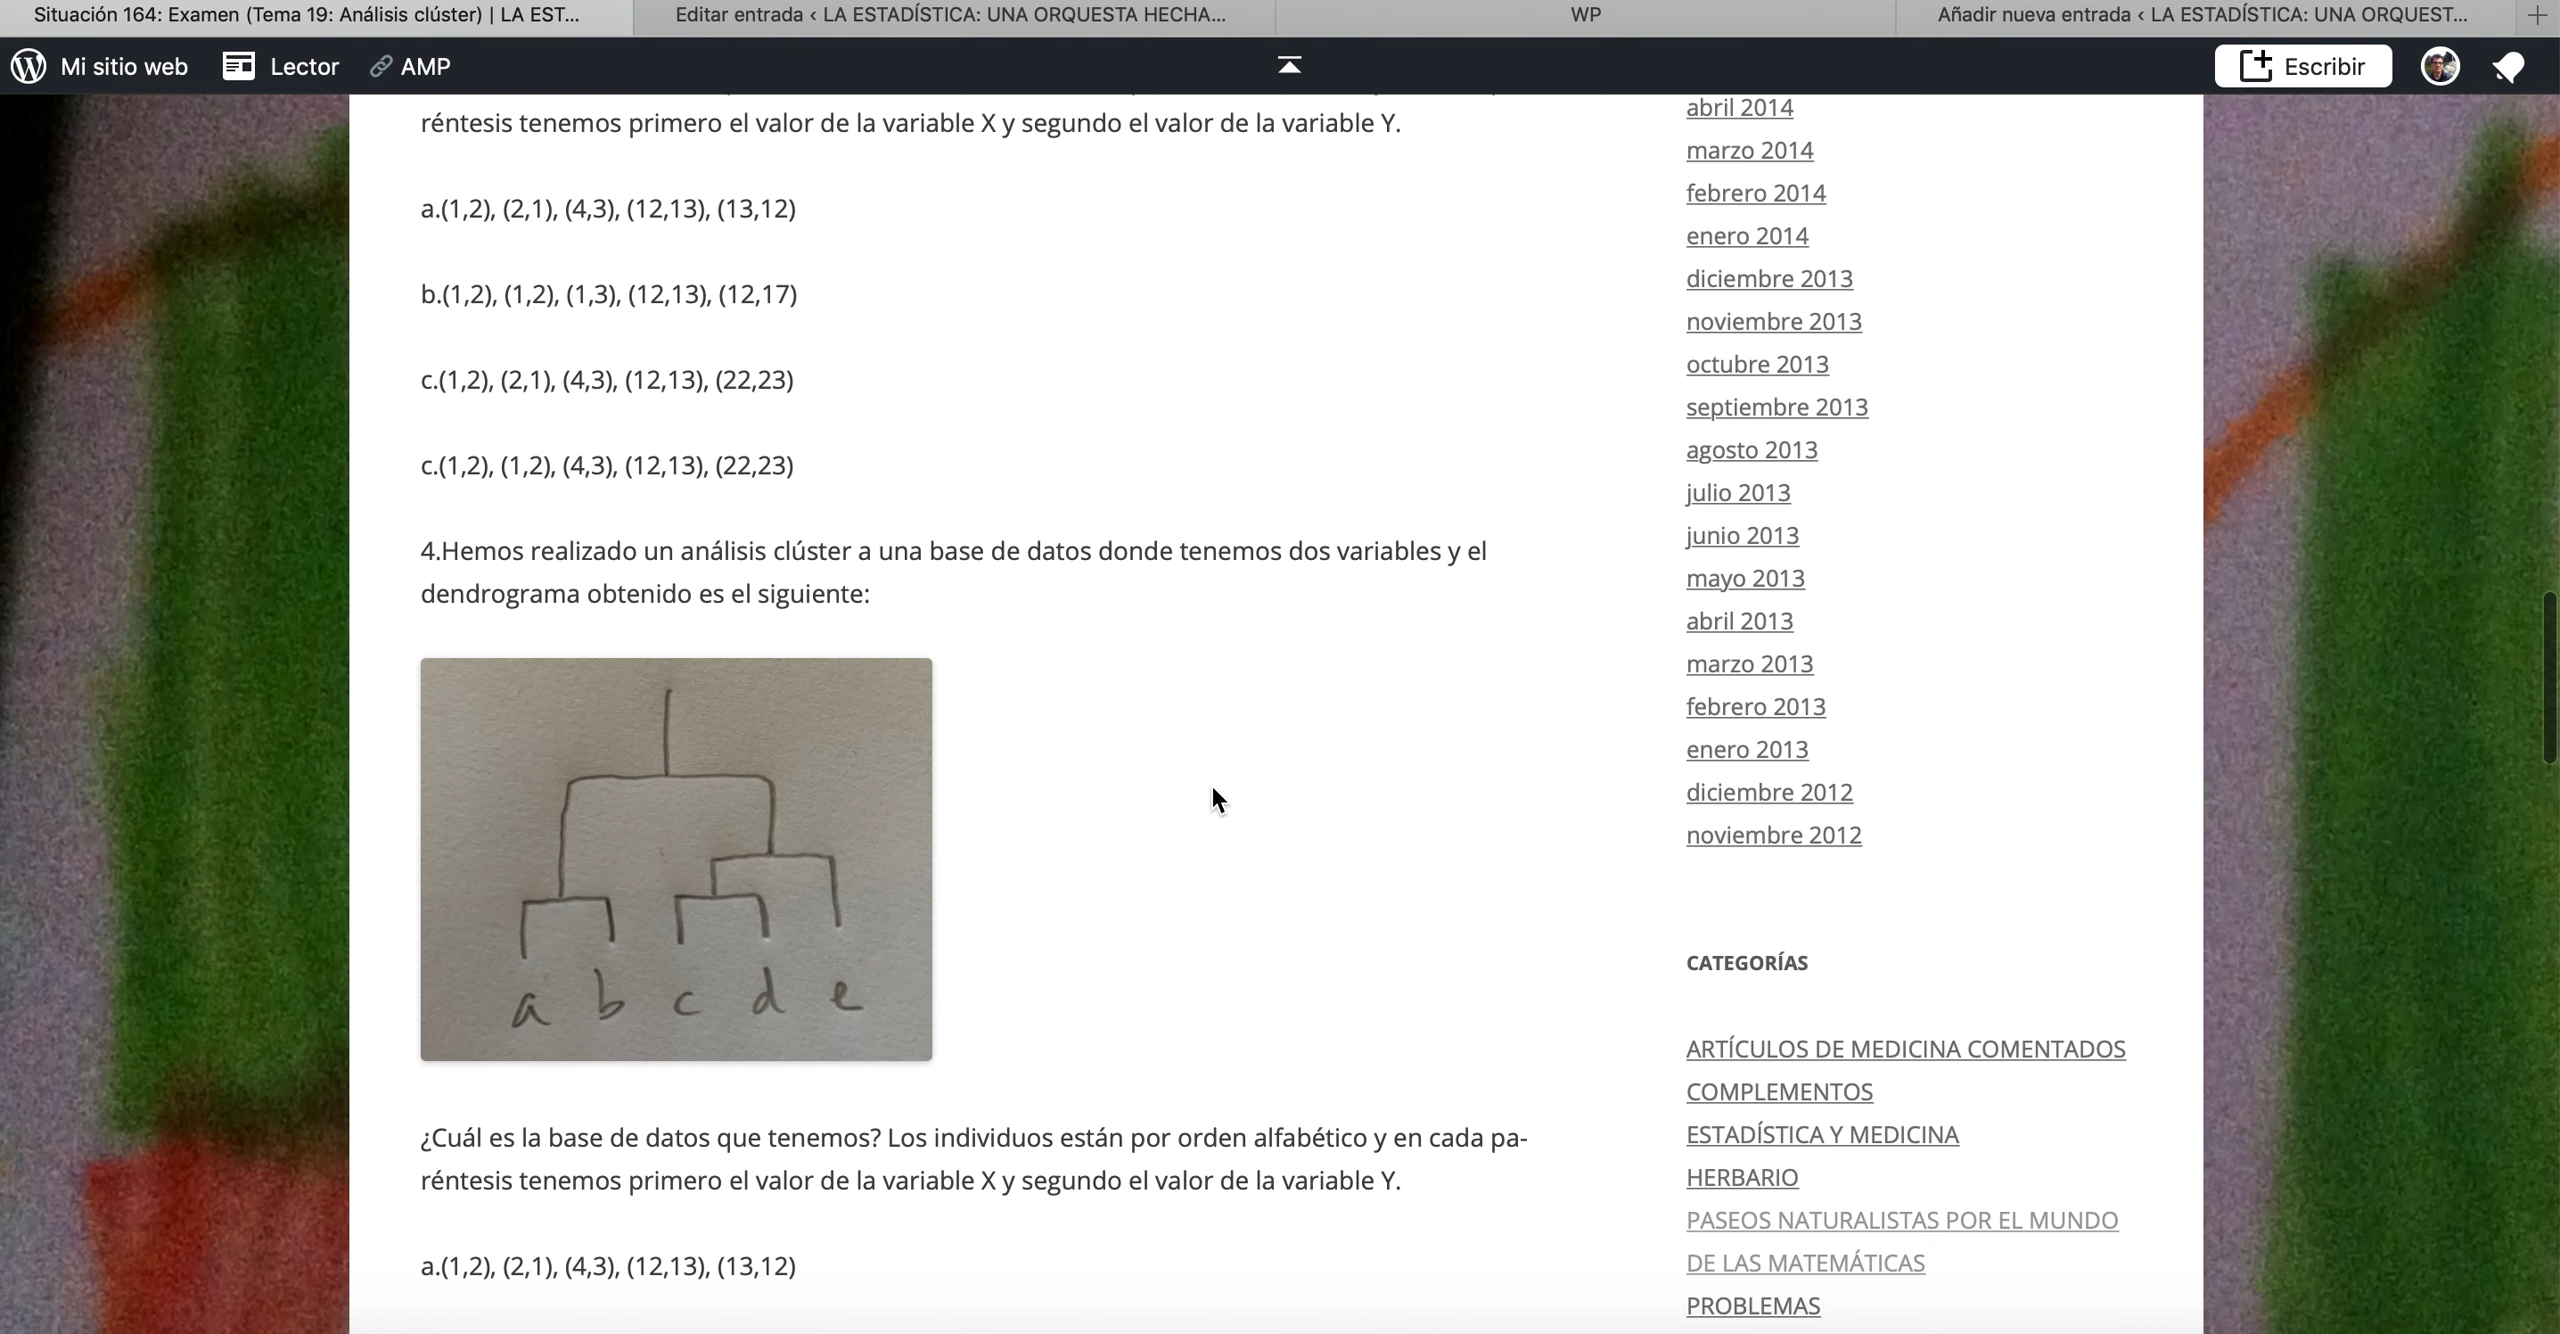 Situación 164: Examen (Tema 19: Análisis clúster) | LA EST...
Editar entrada ‹ LA ESTADÍSTICA: UNA ORQUESTA HECHA...
WP
Añadir nueva entrada ‹ LA ESTADÍSTICA: UNA ORQUEST...
Mi sitio web
Lector
AMP
Escribir
réntesis tenemos primero el valor de la variable X y segundo el valor de la variable Y.
a.(1,2), (2,1), (4,3), (12,13), (13,12)
b.(1,2), (1,2), (1,3), (12,13), (12,17)
c.(1,2), (2,1), (4,3), (12,13), (22,23)
c.(1,2), (1,2), (4,3), (12,13), (22,23)
4.Hemos realizado un análisis clúster a una base de datos donde tenemos dos variables y el
dendrograma obtenido es el siguiente:
a b c d e
¿Cuál es la base de datos que tenemos? Los individuos están por orden alfabético y en cada pa-
réntesis tenemos primero el valor de la variable X y segundo el valor de la variable Y.
a.(1,2), (2,1), (4,3), (12,13), (13,12)
abril 2014
marzo 2014
febrero 2014
enero 2014
diciembre 2013
noviembre 2013
octubre 2013
septiembre 2013
agosto 2013
julio 2013
junio 2013
mayo 2013
abril 2013
marzo 2013
febrero 2013
enero 2013
diciembre 2012
noviembre 2012
CATEGORÍAS
ARTÍCULOS DE MEDICINA COMENTADOS
COMPLEMENTOS
ESTADÍSTICA Y MEDICINA
HERBARIO
PASEOS NATURALISTAS POR EL MUNDO
DE LAS MATEMÁTICAS
PROBLEMAS